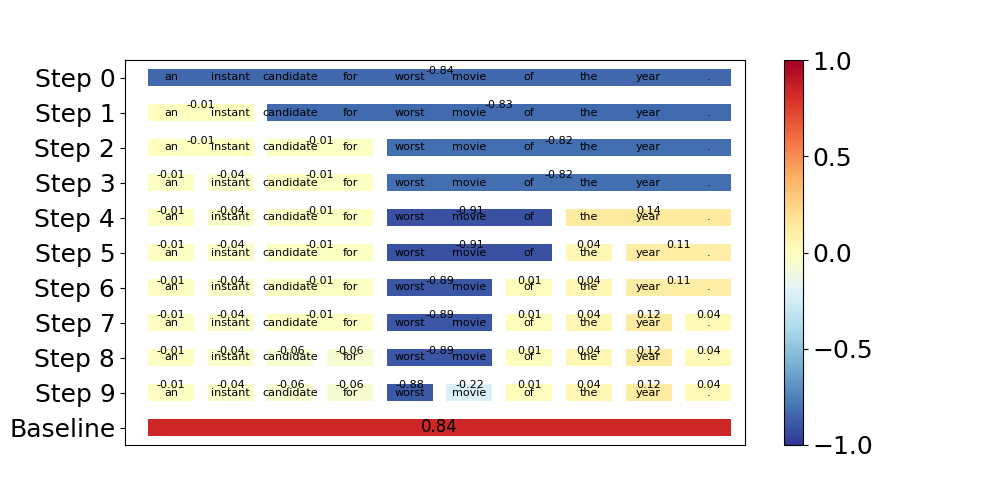 Step 0 an instant candidate for worst movie of the year . -0.84
Step 1 an instant candidate for worst movie of the year . -0.01 -0.83
Step 2 an instant candidate for worst movie of the year . -0.01 -0.01 -0.82
Step 3 an instant candidate for worst movie of the year . -0.01 -0.04 -0.01 -0.82
Step 4 an instant candidate for worst movie of the year . -0.01 -0.04 -0.01 -0.91 0.14
Step 5 an instant candidate for worst movie of the year . -0.01 -0.04 -0.01 -0.91 0.04 0.11
Step 6 an instant candidate for worst movie of the year . -0.01 -0.04 -0.01 -0.89 0.01 0.04 0.11
Step 7 an instant candidate for worst movie of the year . -0.01 -0.04 -0.01 -0.89 0.01 0.04 0.12 0.04
Step 8 an instant candidate for worst movie of the year . -0.01 -0.04 -0.06 -0.06 -0.89 0.01 0.04 0.12 0.04
Step 9 an instant candidate for worst movie of the year . -0.01 -0.04 -0.06 -0.06 -0.88 -0.22 0.01 0.04 0.12 0.04
Baseline 0.84
1.0
0.5
0.0
−0.5
−1.0